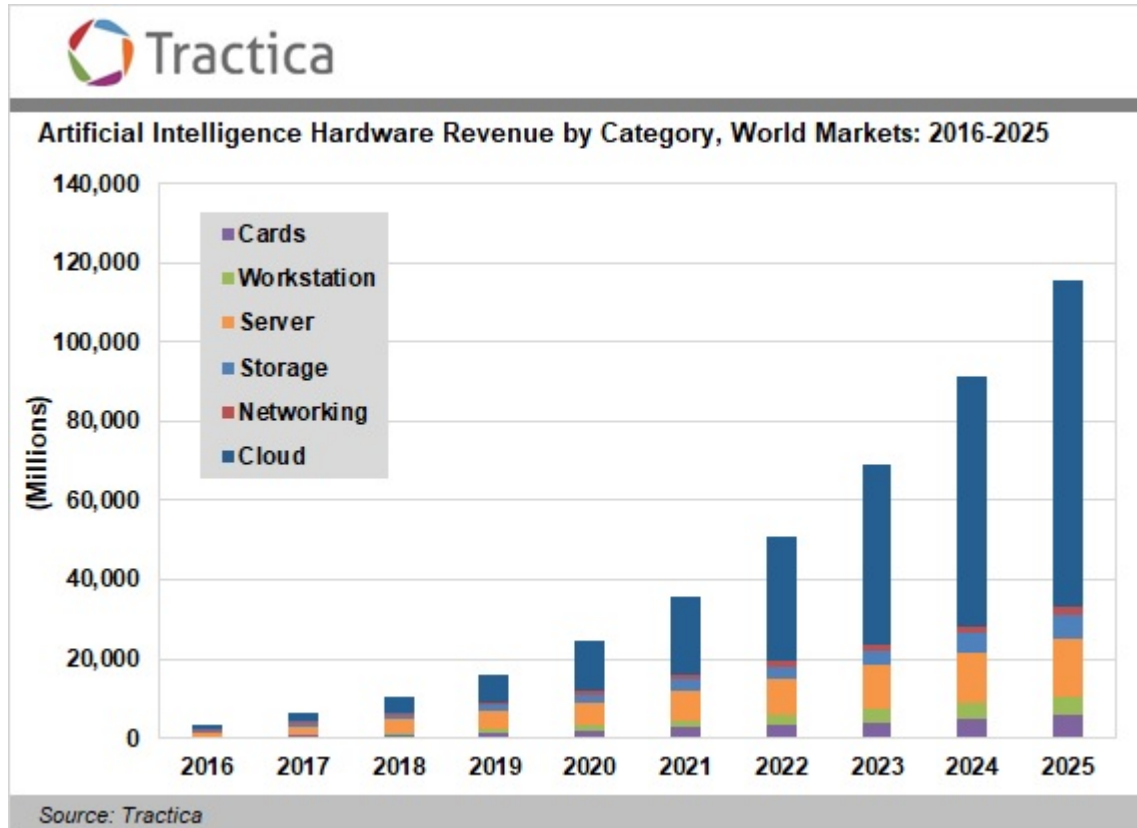 Tractica
Artificial Intelligence Hardware Revenue by Category, World Markets: 2016-2025
140,000
120,000
100,000
80,000
60,000
40,000
20,000
0
(Millions)
Cards
Workstation
Server
Storage
Networking
Cloud
2016 2017 2018 2019 2020 2021 2022 2023 2024 2025
Source: Tractica